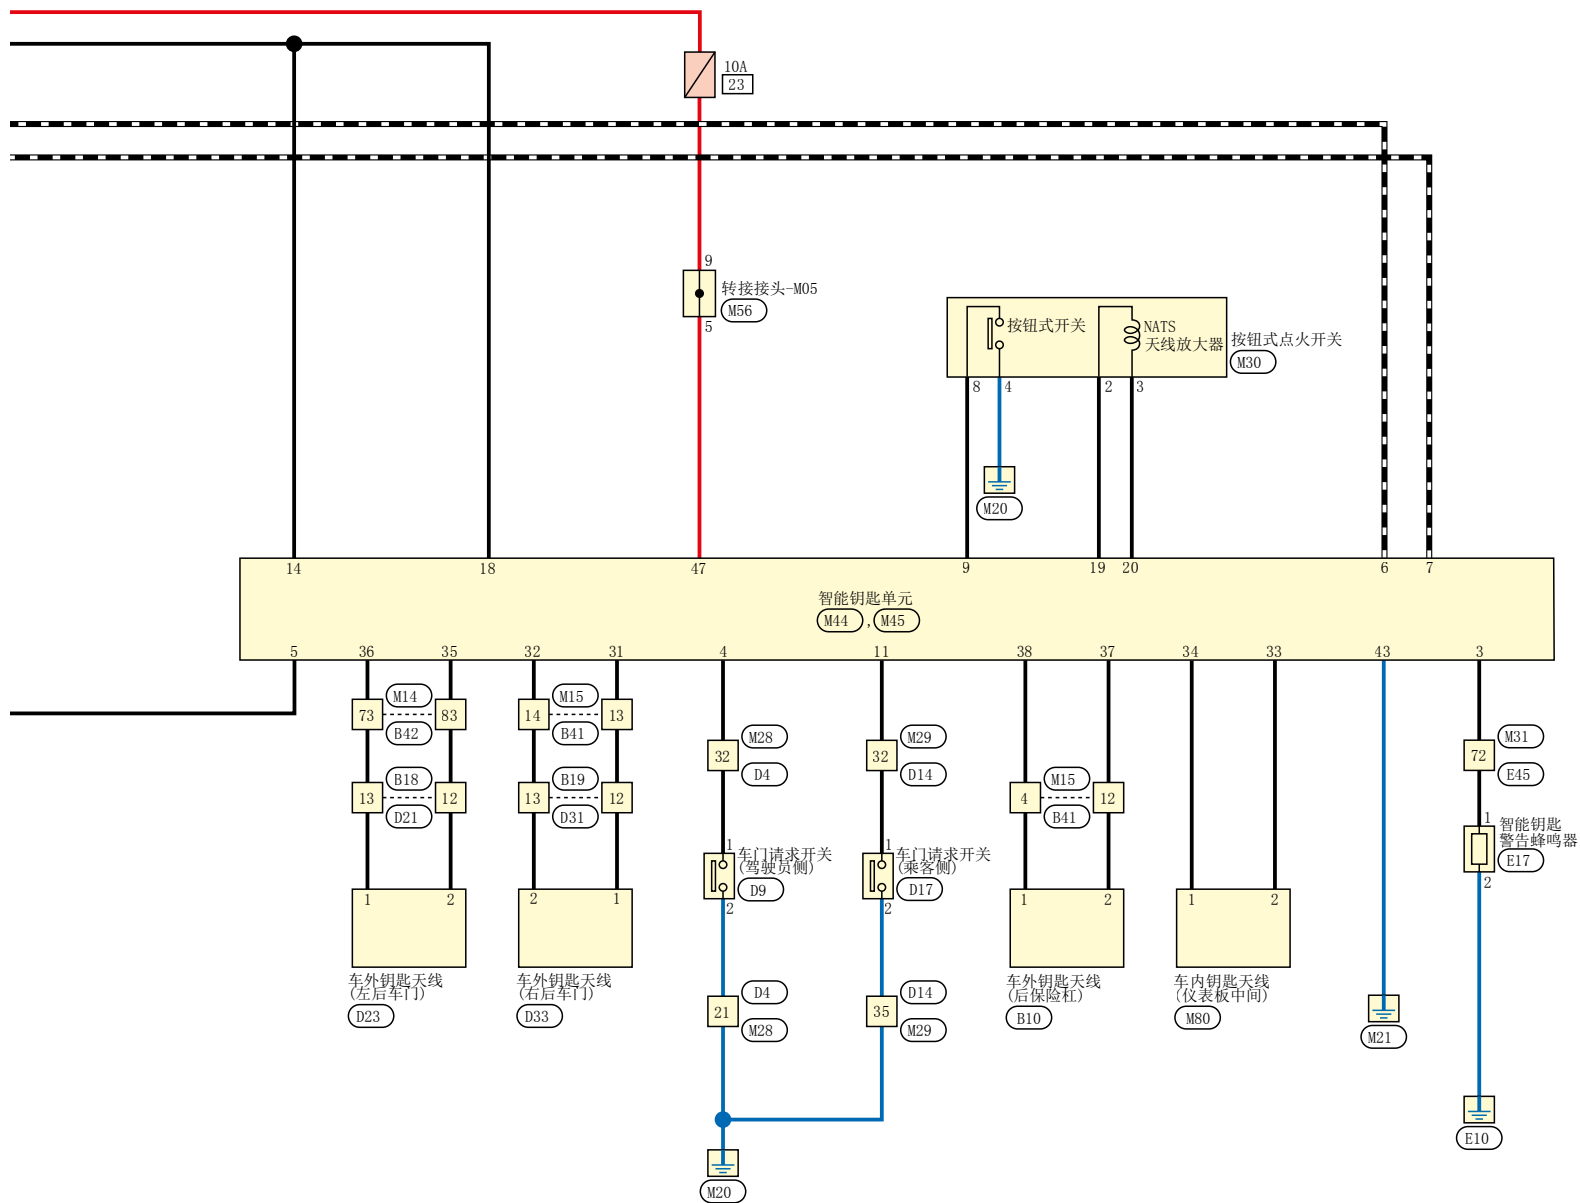 10A
23
9
转接接头-M05
M56
5
按钮式开关
NATS
天线放大器
按钮式点火开关
M30
8 4 2 3
M20
14 18 47 9 19 20 6 7
智能钥匙单元
M44 , M45
5 36 35 32 31 4 11 38 37 34 33 43 3
M14 M15
73 83 14 13
B42 B41
M28 M29 M31
32 32 72
D4 D14 E45
B18 B19 M15
13 12 13 12 4 12
D21 D31 B41
1 车门请求开关
(驾驶员侧)
D9
2
1 车门请求开关
(乘客侧)
D17
2
1 智能钥匙
警告蜂鸣器
E17
2
1 2 2 1 1 2 1 2
车外钥匙天线
(左后车门)
D23
车外钥匙天线
(右后车门)
D33
车外钥匙天线
(后保险杠)
B10
车内钥匙天线
(仪表板中间)
M80
D4 D14
21 35
M28 M29
M21
E10
M20